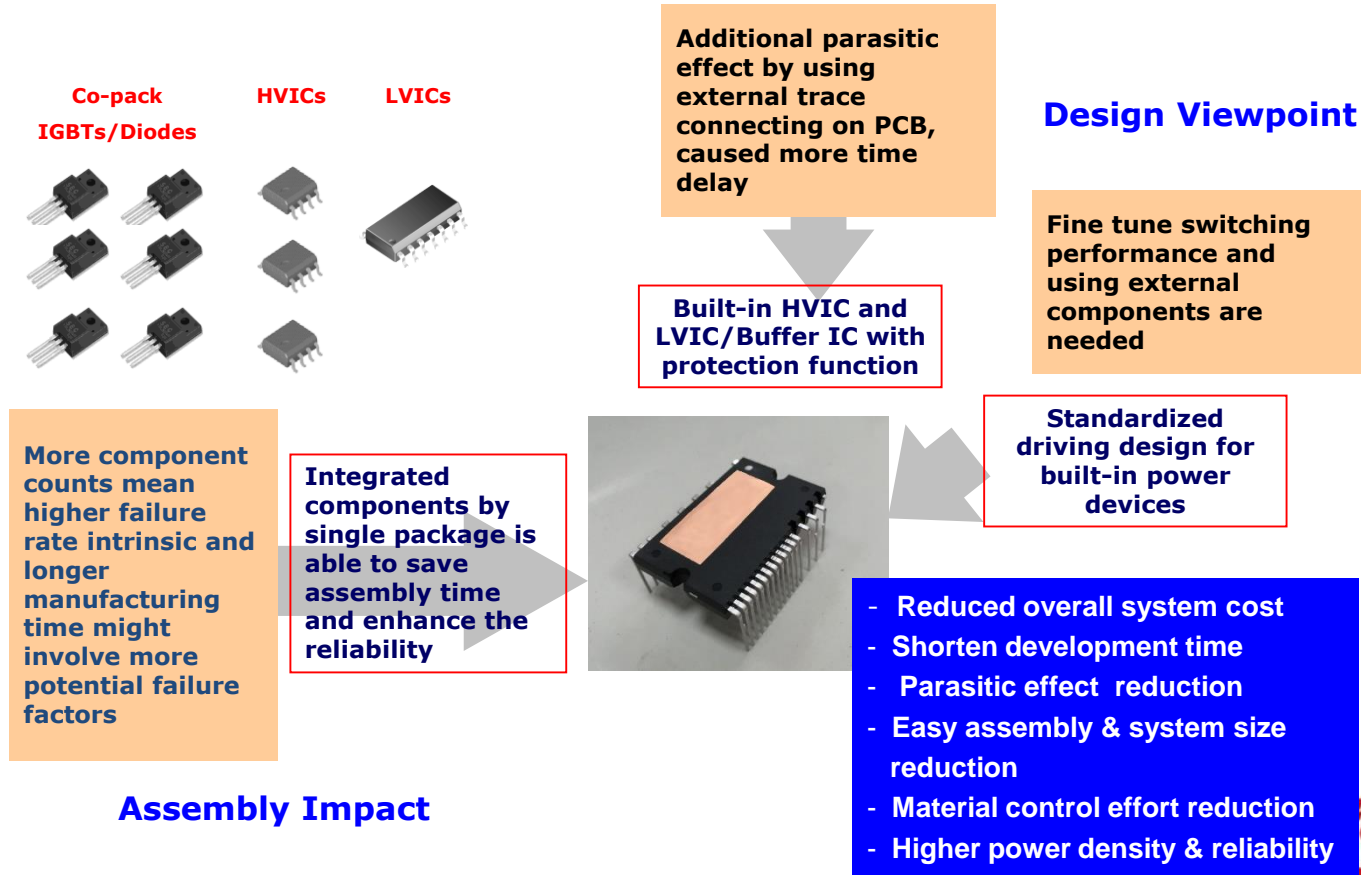 Co-pack
IGBTs/Diodes
HVICs
LVICs
Additional parasitic
effect by using
external trace
connecting on PCB,
caused more time
delay
Design Viewpoint
Fine tune switching
performance and
using external
components are
needed
Built-in HVIC and
LVIC/Buffer IC with
protection function
Standardized
driving design for
built-in power
devices
More component
counts mean
higher failure
rate intrinsic and
longer
manufacturing
time might
involve more
potential failure
factors
Integrated
components by
single package is
able to save
assembly time
and enhance the
reliability
- Reduced overall system cost
- Shorten development time
- Parasitic effect reduction
- Easy assembly & system size
reduction
- Material control effort reduction
- Higher power density & reliability
Assembly Impact